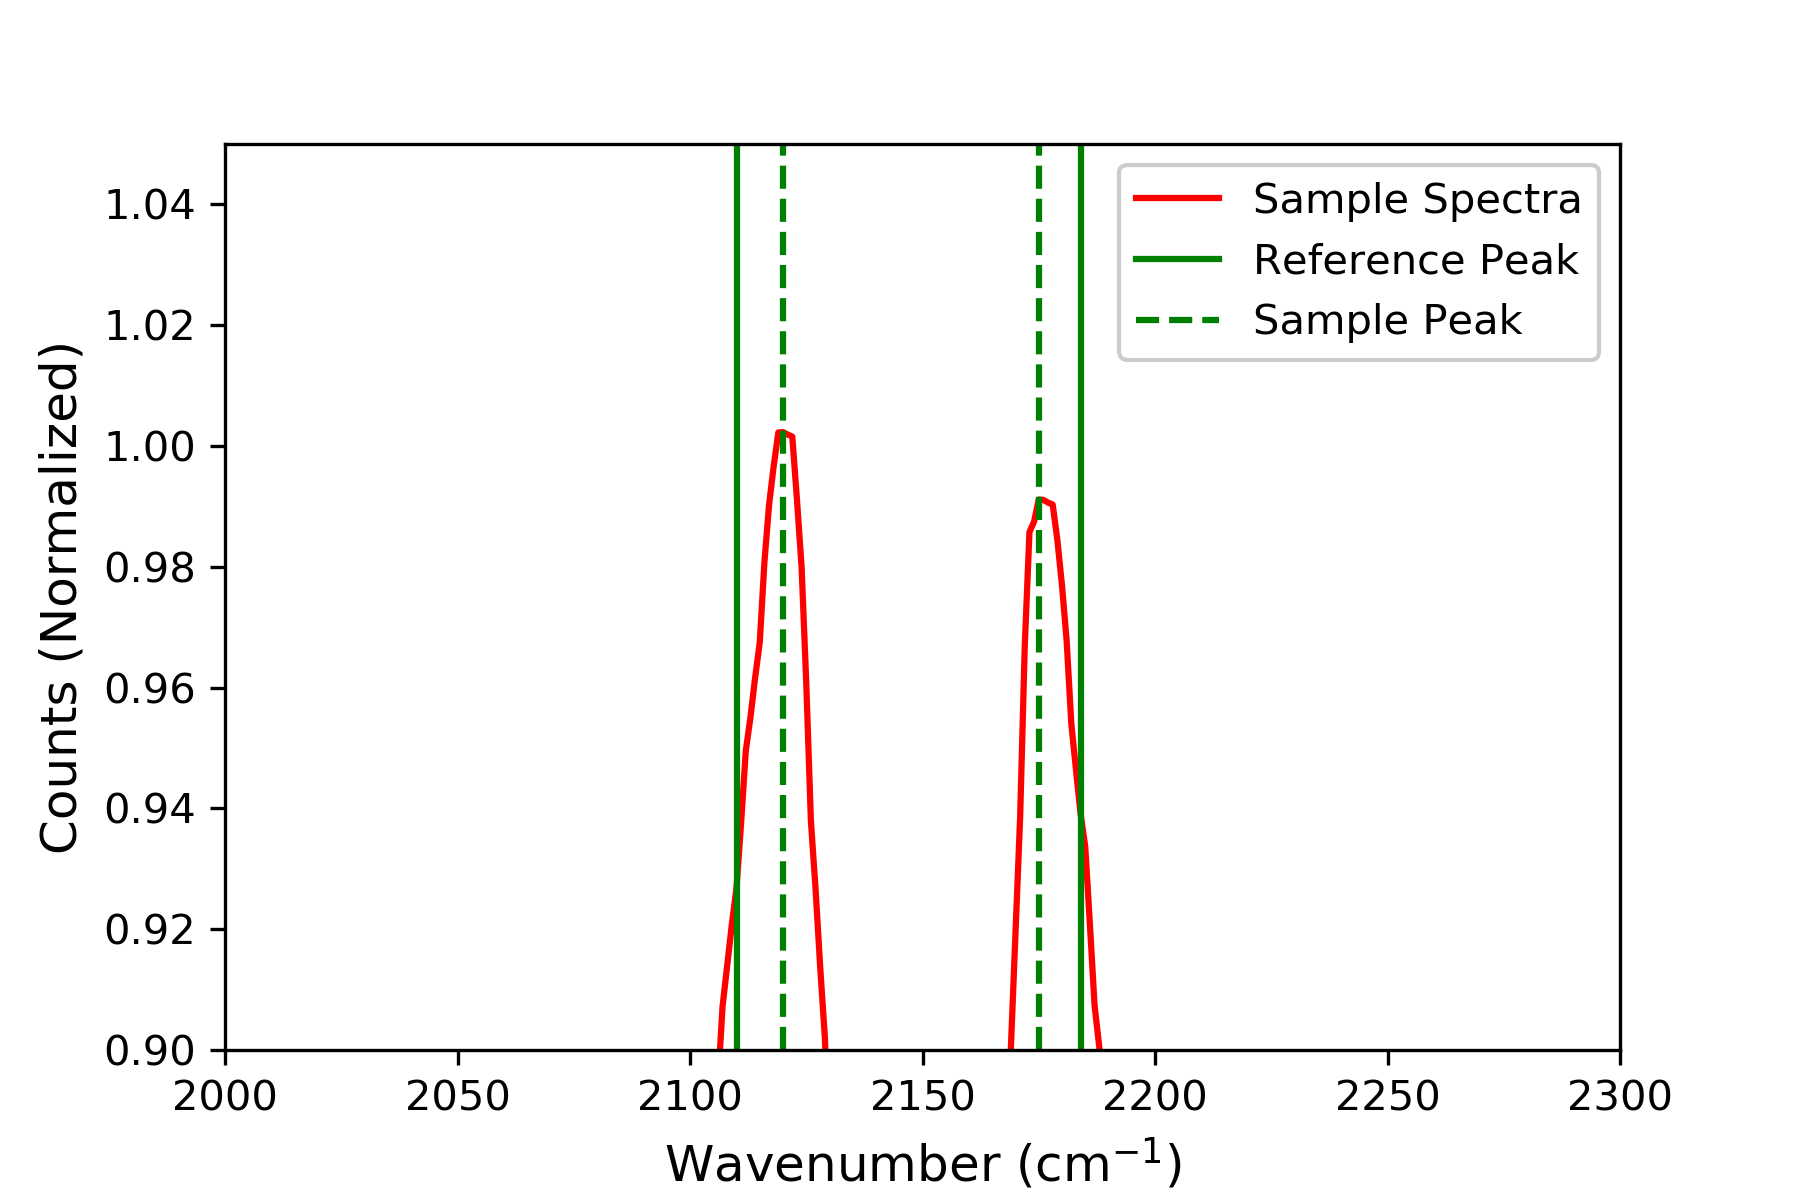 Sample Spectra
Reference Peak
Sample Peak
1.04
1.02
1.00
0.98
0.96
0.94
0.92
0.90
Counts (Normalized)
2000 2050 2100 2150 2200 2250 2300
Wavenumber (cm⁻¹)